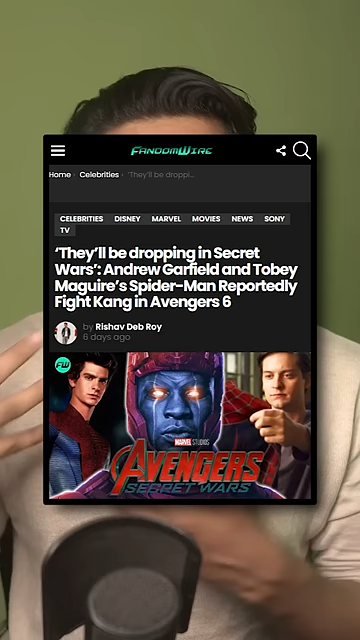 FANDOMWIRE
Home › Celebrities › 'They'll be droppi...
CELEBRITIES DISNEY MARVEL MOVIES NEWS SONY
TV
'They'll be dropping in Secret
Wars': Andrew Garfield and Tobey
Maguire's Spider-Man Reportedly
Fight Kang in Avengers 6
by Rishav Deb Roy
6 days ago
FW
MARVEL STUDIOS
AVENGERS
SECRET WARS